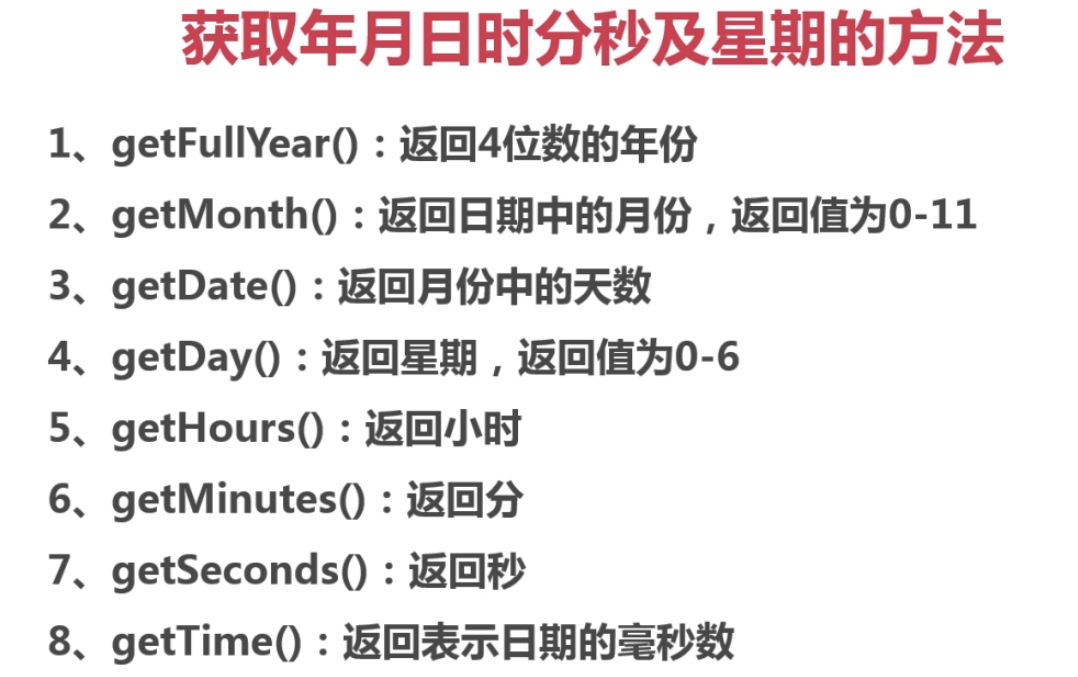 获取年月日时分秒及星期的方法
1、getFullYear()：返回4位数的年份
2、getMonth()：返回日期中的月份，返回值为0-11
3、getDate()：返回月份中的天数
4、getDay()：返回星期，返回值为0-6
5、getHours()：返回小时
6、getMinutes()：返回分
7、getSeconds()：返回秒
8、getTime()：返回表示日期的毫秒数